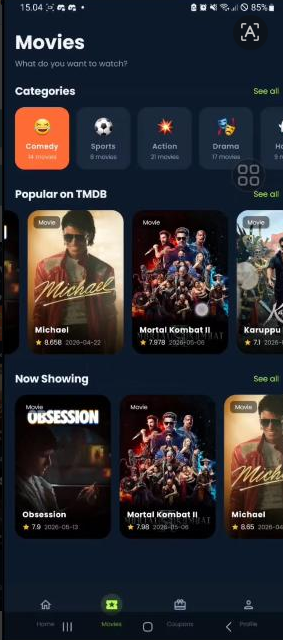 15.04
85%
Movies
What do you want to watch?
Categories
See all
Comedy
14 movies
Sports
8 movies
Action
21 movies
Drama
17 movies
Popular on TMDB
See all
Movie
Michael
Michael
8.658 2026-04-22
Movie
Mortal Kombat II
7.978 2026-05-06
Movie
Karuppu
7.1
Now Showing
See all
Movie
OBSESSION
Obsession
7.9 2026-05-13
Movie
MORTAL KOMBAT
Mortal Kombat II
7.98 2026-05-06
Movie
Michael
8.65 2026-04
Home
Movies
Coupons
Profile